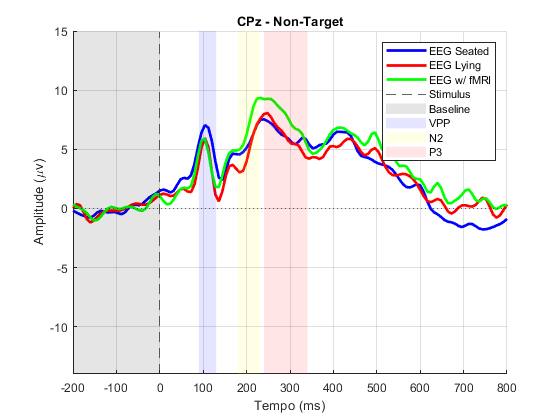 CPz - Non-Target
15
10
5
0
-5
-10
Amplitude (μv)
EEG Seated
EEG Lying
EEG w/ fMRI
Stimulus
Baseline
VPP
N2
P3
-200 -100 0 100 200 300 400 500 600 700 800
Tempo (ms)